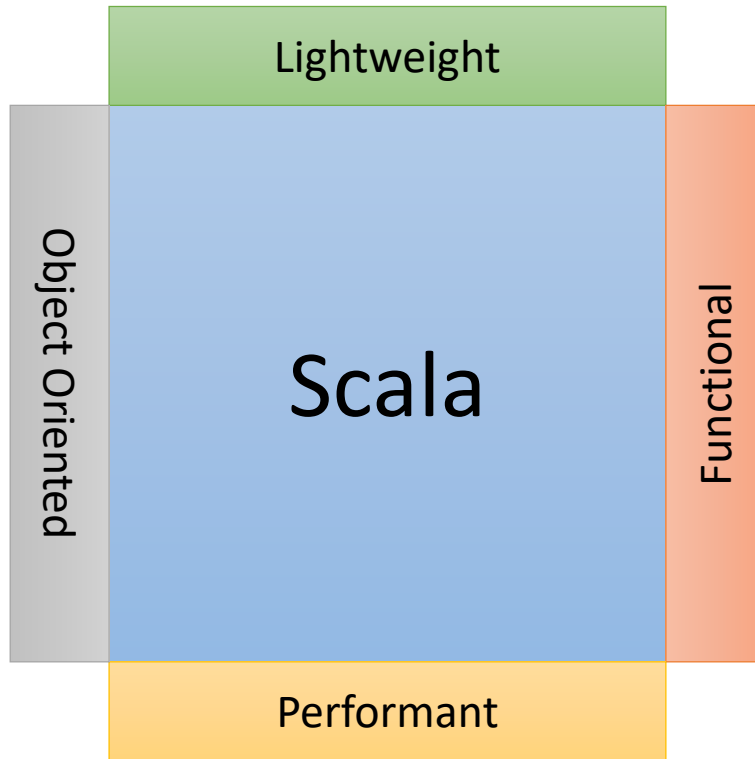 Lightweight
Object Oriented
Scala
Functional
Performant